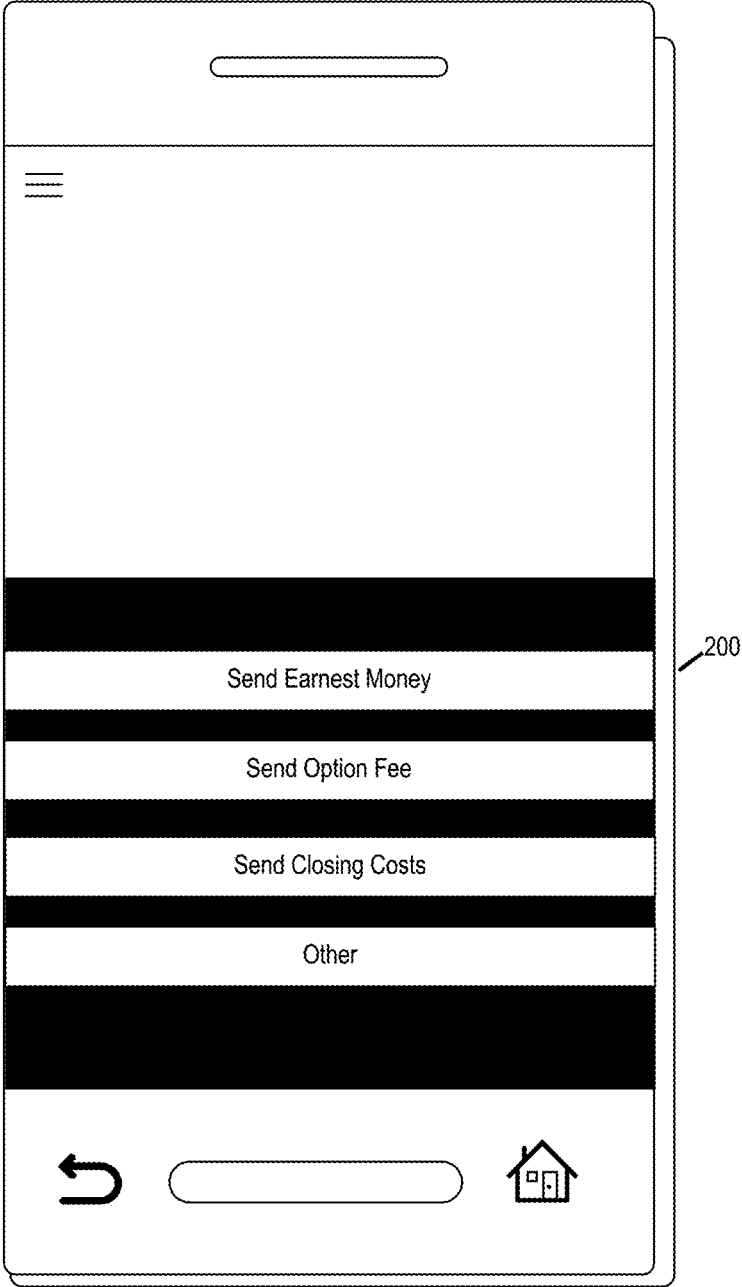 200
Send Earnest Money
Send Option Fee
Send Closing Costs
Other